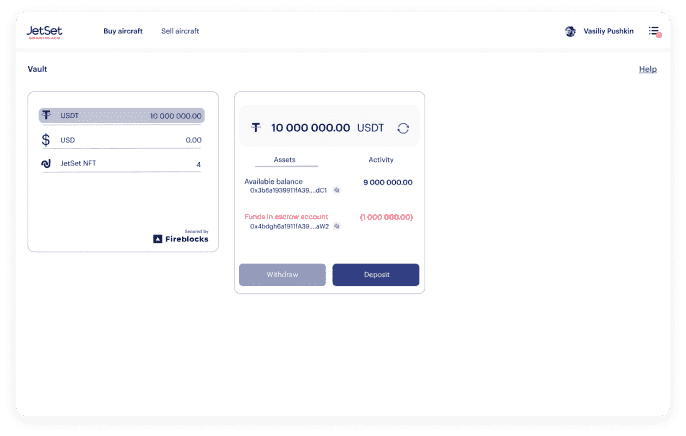 JetSet
Buy aircraft
Sell aircraft
Vasiliy Pushkin
Vault
Help
USDT 10 000 000.00
USD 0.00
JetSet NFT 4
Secured by
Fireblocks
10 000 000.00 USDT
Assets
Activity
Available balance 9 000 000.00
0x3b6a1939911fA39....dC1
Funds in escrow account (1 000 000.00)
0x4bdgh6a1911fA39....aW2
Withdraw
Deposit